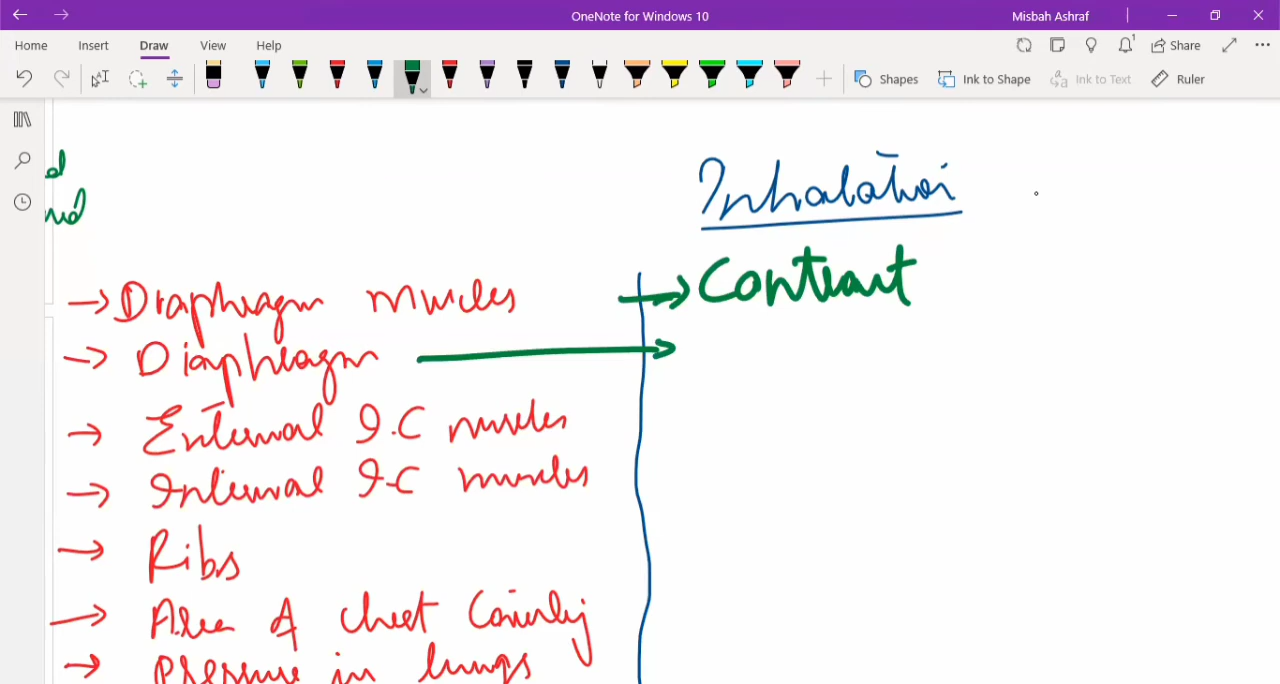 OneNote for Windows 10
Misbah Ashraf
Home Insert Draw View Help
1
Share
Shapes Ink to Shape Ink to Text Ruler
Inhalation
→ Diaphragm muscles → Contract
→ Diaphragm →
→ External I.C muscles
→ Internal I-C muscles
→ Ribs
→ Area of chest Cavity
→ Pressure in lungs